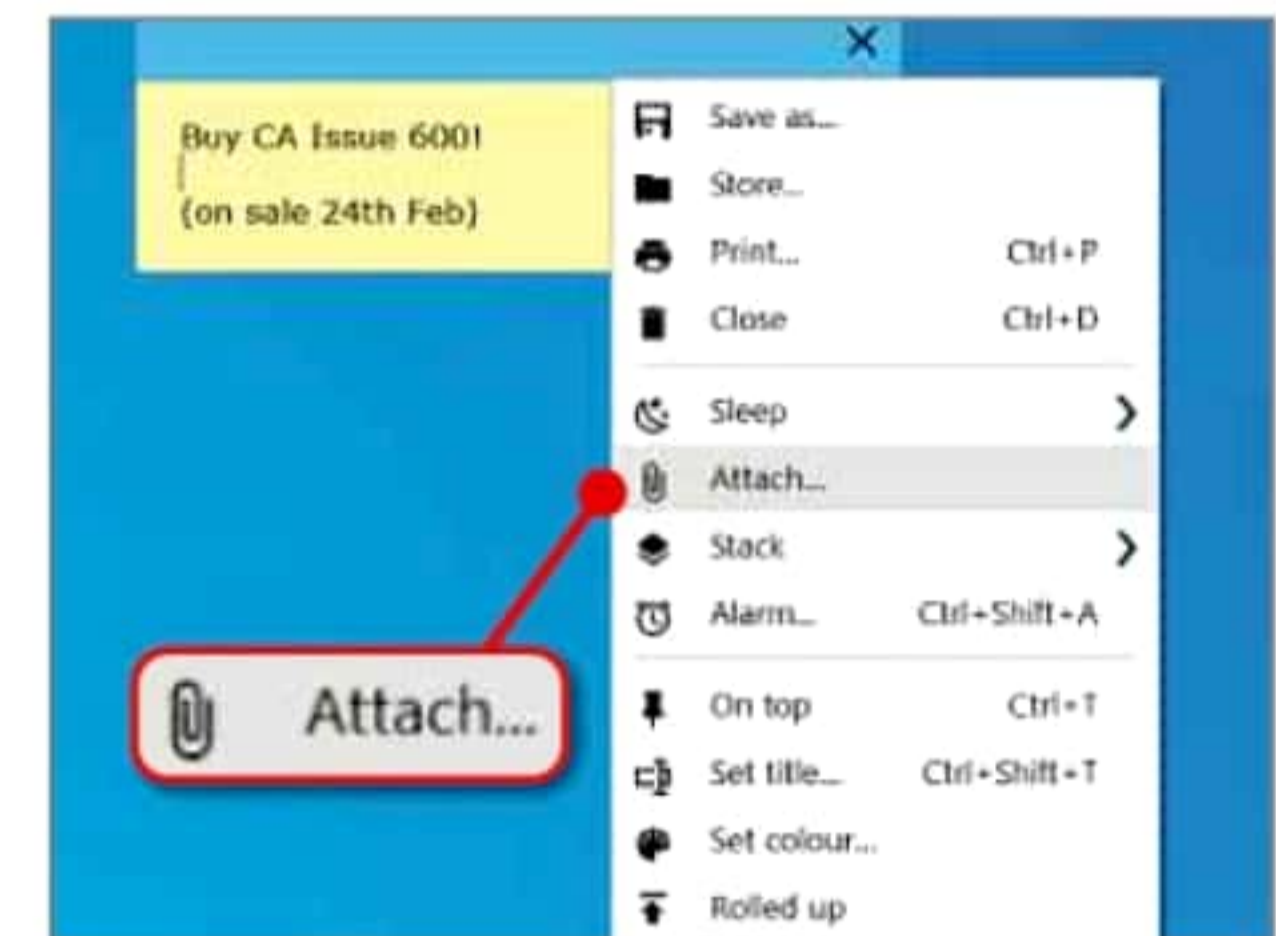 Buy CA Issue 600!
(on sale 24th Feb)
Save as...
Store...
Print... Ctrl+P
Close Ctrl+D
Sleep
Attach...
Stack
Alarm... Ctrl+Shift+A
On top Ctrl+T
Set title... Ctrl+Shift+T
Set colour...
Rolled up
Attach...